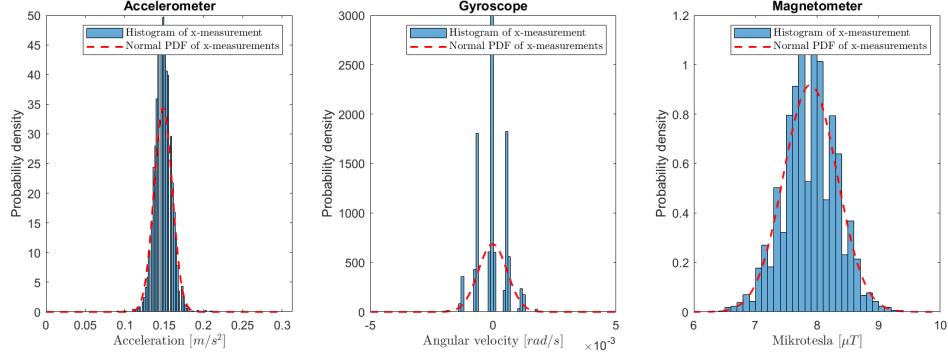 Accelerometer
Histogram of x-measurement
Normal PDF of x-measurements
Probability density
50
45
40
35
30
25
20
15
10
5
0
0
0.05
0.1
0.15
0.2
0.25
0.3
Acceleration [m/s²]
Gyroscope
Histogram of x-measurement
Normal PDF of x-measurements
Probability density
3000
2500
2000
1500
1000
500
0
-5
0
5
×10⁻³
Angular velocity [rad/s]
Magnetometer
Histogram of x-measurement
Normal PDF of x-measurements
Probability density
1.2
1
0.8
0.6
0.4
0.2
0
6
7
8
9
10
Mikrotesla [μT]